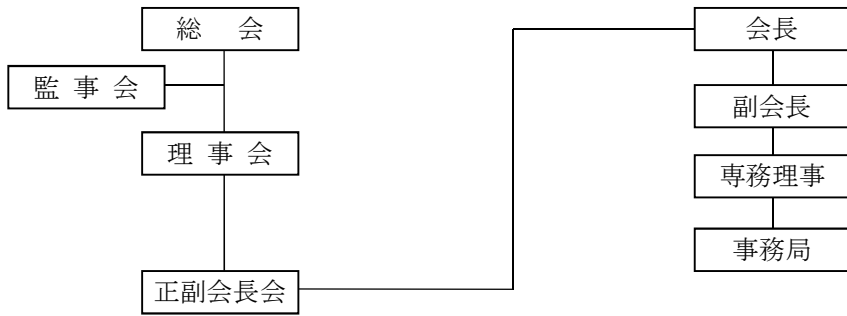 総　会
監 事 会
理 事 会
正副会長会
会長
副会長
専務理事
事務局